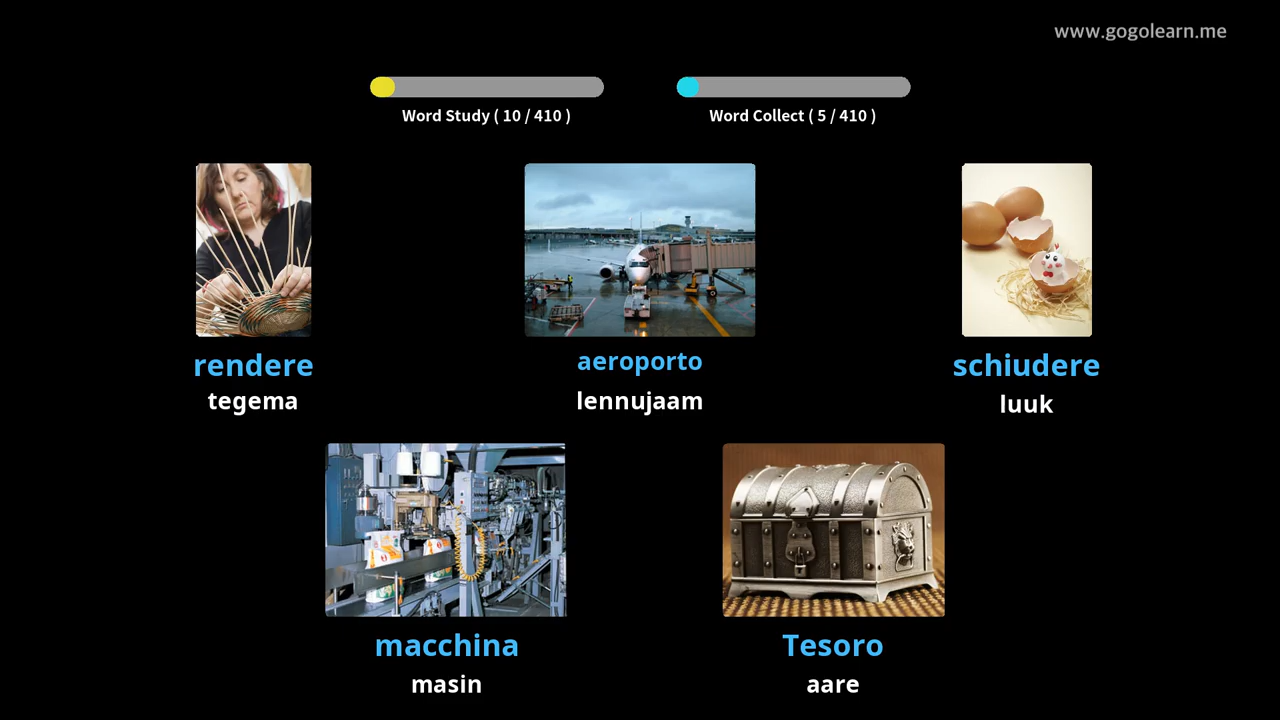 www.gogolearn.me
Word Study ( 10 / 410 )
Word Collect ( 5 / 410 )
rendere
tegema
aeroporto
lennujaam
schiudere
luuk
macchina
masin
Tesoro
aare